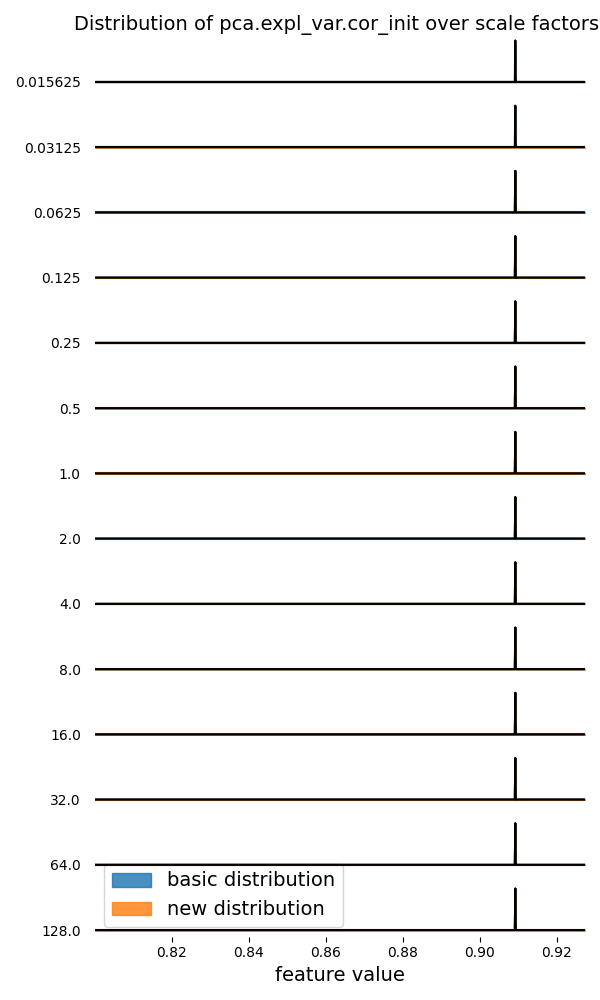 Distribution of pca.expl_var.cor_init over scale factors
0.015625
0.03125
0.0625
0.125
0.25
0.5
1.0
2.0
4.0
8.0
16.0
32.0
64.0
basic distribution
new distribution
128.0
0.82 0.84 0.86 0.88 0.90 0.92
feature value